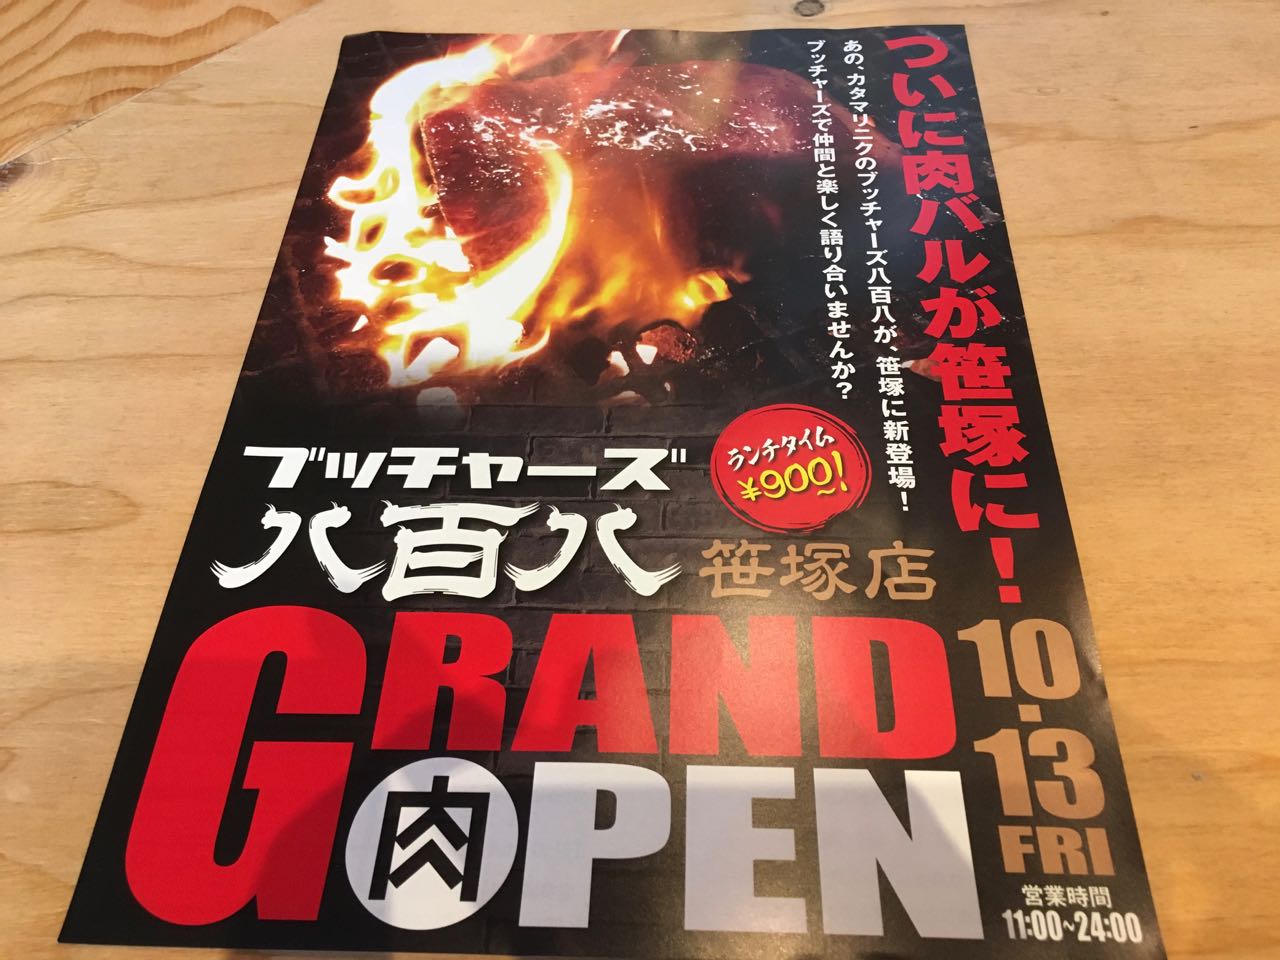 ついに肉バルが笹塚に!
あの、カタマリニクのブッチャーズ八百八が、笹塚に新登場!
ブッチャーズで仲間と楽しく語り合いませんか?
ランチタイム
¥900~!
ブッチャーズ
八百八
笹塚店
GRAND
肉PEN
10.13
FRI
営業時間
11:00~24:00